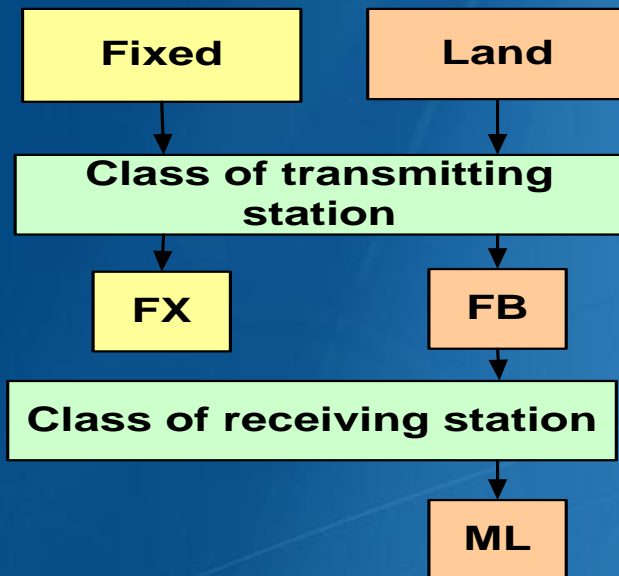 Fixed
Land
Class of transmitting
station
FX
FB
Class of receiving station
ML